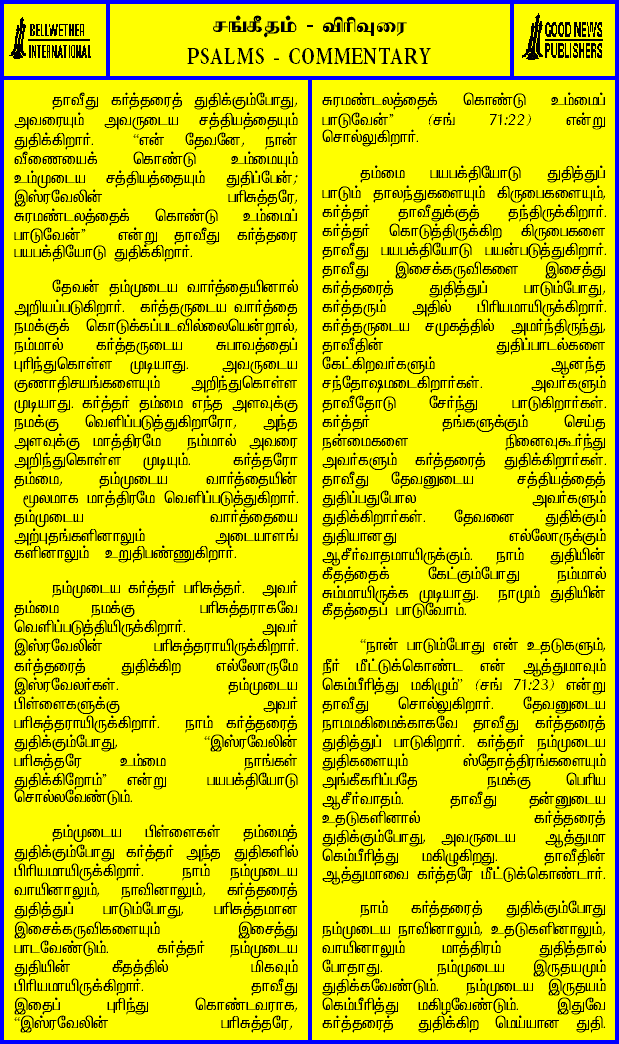 BELLWETHER
INTERNATIONAL
சங்கீதம் - விரிவுரை
PSALMS - COMMENTARY
GOOD NEWS
PUBLISHERS
தாவீது கர்த்தரைத் துதிக்கும்போது,
அவரையும் அவருடைய சத்தியத்தையும்
துதிக்கிறார். "என் தேவனே, நான்
வீணையைக் கொண்டு உம்மையும்
உம்முடைய சத்தியத்தையும் துதிப்பேன்;
இஸ்ரவேலின் பரிசுத்தரே,
சுரமண்டலத்தைக் கொண்டு உம்மைப்
பாடுவேன்" என்று தாவீது கர்த்தரை
பயபக்தியோடு துதிக்கிறார்.
தேவன் தம்முடைய வார்த்தையினால்
அறியப்படுகிறார். கர்த்தருடைய வார்த்தை
நமக்குக் கொடுக்கப்படவில்லையென்றால்,
நம்மால் கர்த்தருடைய சுபாவத்தைப்
புரிந்துகொள்ள முடியாது. அவருடைய
குணாதிசயங்களையும் அறிந்துகொள்ள
முடியாது. கர்த்தர் தம்மை எந்த அளவுக்கு
நமக்கு வெளிப்படுத்துகிறாரோ, அந்த
அளவுக்கு மாத்திரமே நம்மால் அவரை
அறிந்துகொள்ள முடியும். கர்த்தரோ
தம்மை, தம்முடைய வார்த்தையின்
மூலமாக மாத்திரமே வெளிப்படுத்துகிறார்.
தம்முடைய வார்த்தையை
அற்புதங்களினாலும் அடையாளங்
களினாலும் உறுதிபண்ணுகிறார்.
நம்முடைய கர்த்தர் பரிசுத்தர். அவர்
தம்மை நமக்கு பரிசுத்தராகவே
வெளிப்படுத்தியிருக்கிறார். அவர்
இஸ்ரவேலின் பரிசுத்தராயிருக்கிறார்.
கர்த்தரைத் துதிக்கிற எல்லோருமே
இஸ்ரவேலர்கள். தம்முடைய
பிள்ளைகளுக்கு அவர்
பரிசுத்தராயிருக்கிறார். நாம் கர்த்தரைத்
துதிக்கும்போது, "இஸ்ரவேலின்
பரிசுத்தரே உம்மை நாங்கள்
துதிக்கிறோம்" என்று பயபக்தியோடு
சொல்லவேண்டும்.
தம்முடைய பிள்ளைகள் தம்மைத்
துதிக்கும்போது கர்த்தர் அந்த துதிகளில்
பிரியமாயிருக்கிறார். நாம் நம்முடைய
வாயினாலும், நாவினாலும், கர்த்தரைத்
துதித்துப் பாடும்போது, பரிசுத்தமான
இசைக்கருவிகளையும் இசைத்து
பாடவேண்டும். கர்த்தர் நம்முடைய
துதியின் கீதத்தில் மிகவும்
பிரியமாயிருக்கிறார். தாவீது
இதைப் புரிந்து கொண்டவராக,
"இஸ்ரவேலின் பரிசுத்தரே,
சுரமண்டலத்தைக் கொண்டு உம்மைப்
பாடுவேன்" (சங் 71:22) என்று
சொல்லுகிறார்.
தம்மை பயபக்தியோடு துதித்துப்
பாடும் தாலந்துகளையும் கிருபைகளையும்,
கர்த்தர் தாவீதுக்குத் தந்திருக்கிறார்.
கர்த்தர் கொடுத்திருக்கிற கிருபைகளை
தாவீது பயபக்தியோடு பயன்படுத்துகிறார்.
தாவீது இசைக்கருவிகளை இசைத்து
கர்த்தரைத் துதித்துப் பாடும்போது,
கர்த்தரும் அதில் பிரியமாயிருக்கிறார்.
கர்த்தருடைய சமுகத்தில் அமர்ந்திருந்து,
தாவீதின் துதிப்பாடல்களை
கேட்கிறவர்களும் ஆனந்த
சந்தோஷமடைகிறார்கள். அவர்களும்
தாவீதோடு சேர்ந்து பாடுகிறார்கள்.
கர்த்தர் தங்களுக்கும் செய்த
நன்மைகளை நினைவுகூர்ந்து
அவர்களும் கர்த்தரைத் துதிக்கிறார்கள்.
தாவீது தேவனுடைய சத்தியத்தைத்
துதிப்பதுபோல அவர்களும்
துதிக்கிறார்கள். தேவனை துதிக்கும்
துதியானது எல்லோருக்கும்
ஆசீர்வாதமாயிருக்கும். நாம் துதியின்
கீதத்தைக் கேட்கும்போது நம்மால்
சும்மாயிருக்க முடியாது. நாமும் துதியின்
கீதத்தைப் பாடுவோம்.
"நான் பாடும்போது என் உதடுகளும்,
நீர் மீட்டுக்கொண்ட என் ஆத்துமாவும்
கெம்பீரித்து மகிழும்" (சங் 71:23) என்று
தாவீது சொல்லுகிறார். தேவனுடைய
நாமமகிமைக்காகவே தாவீது கர்த்தரைத்
துதித்துப் பாடுகிறார். கர்த்தர் நம்முடைய
துதிகளையும் ஸ்தோத்திரங்களையும்
அங்கீகரிப்பதே நமக்கு பெரிய
ஆசீர்வாதம். தாவீது தன்னுடைய
உதடுகளினால் கர்த்தரைத்
துதிக்கும்போது, அவருடைய ஆத்துமா
கெம்பீரித்து மகிழுகிறது. தாவீதின்
ஆத்துமாவை கர்த்தரே மீட்டுக்கொண்டார்.
நாம் கர்த்தரைத் துதிக்கும்போது
நம்முடைய நாவினாலும், உதடுகளினாலும்,
வாயினாலும் மாத்திரம் துதித்தால்
போதாது. நம்முடைய இருதயமும்
துதிக்கவேண்டும். நம்முடைய இருதயம்
கெம்பீரித்து மகிழவேண்டும். இதுவே
கர்த்தரைத் துதிக்கிற மெய்யான துதி.